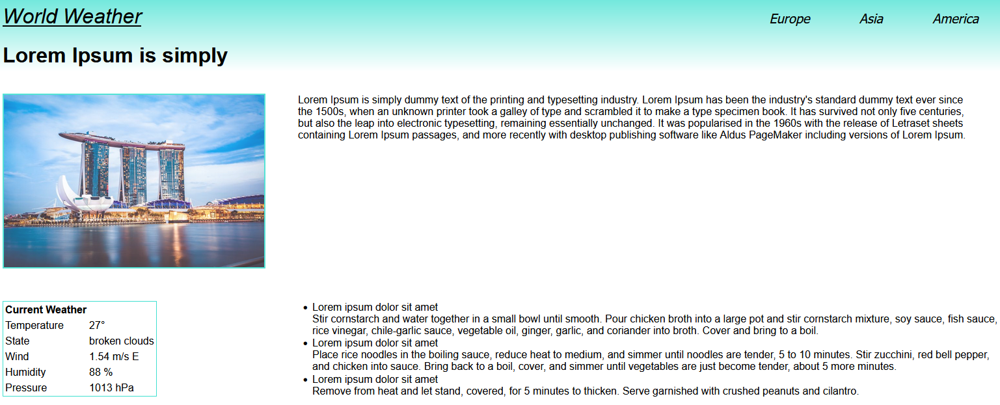 World Weather
Europe Asia America
Lorem Ipsum is simply
Lorem Ipsum is simply dummy text of the printing and typesetting industry. Lorem Ipsum has been the industry's standard dummy text ever since
the 1500s, when an unknown printer took a galley of type and scrambled it to make a type specimen book. It has survived not only five centuries,
but also the leap into electronic typesetting, remaining essentially unchanged. It was popularised in the 1960s with the release of Letraset sheets
containing Lorem Ipsum passages, and more recently with desktop publishing software like Aldus PageMaker including versions of Lorem Ipsum.
Current Weather
Temperature 27°
State broken clouds
Wind 1.54 m/s E
Humidity 88 %
Pressure 1013 hPa
• Lorem ipsum dolor sit amet
Stir cornstarch and water together in a small bowl until smooth. Pour chicken broth into a large pot and stir cornstarch mixture, soy sauce, fish sauce,
rice vinegar, chile-garlic sauce, vegetable oil, ginger, garlic, and coriander into broth. Cover and bring to a boil.
• Lorem ipsum dolor sit amet
Place rice noodles in the boiling sauce, reduce heat to medium, and simmer until noodles are tender, 5 to 10 minutes. Stir zucchini, red bell pepper,
and chicken into sauce. Bring back to a boil, cover, and simmer until vegetables are just become tender, about 5 more minutes.
• Lorem ipsum dolor sit amet
Remove from heat and let stand, covered, for 5 minutes to thicken. Serve garnished with crushed peanuts and cilantro.